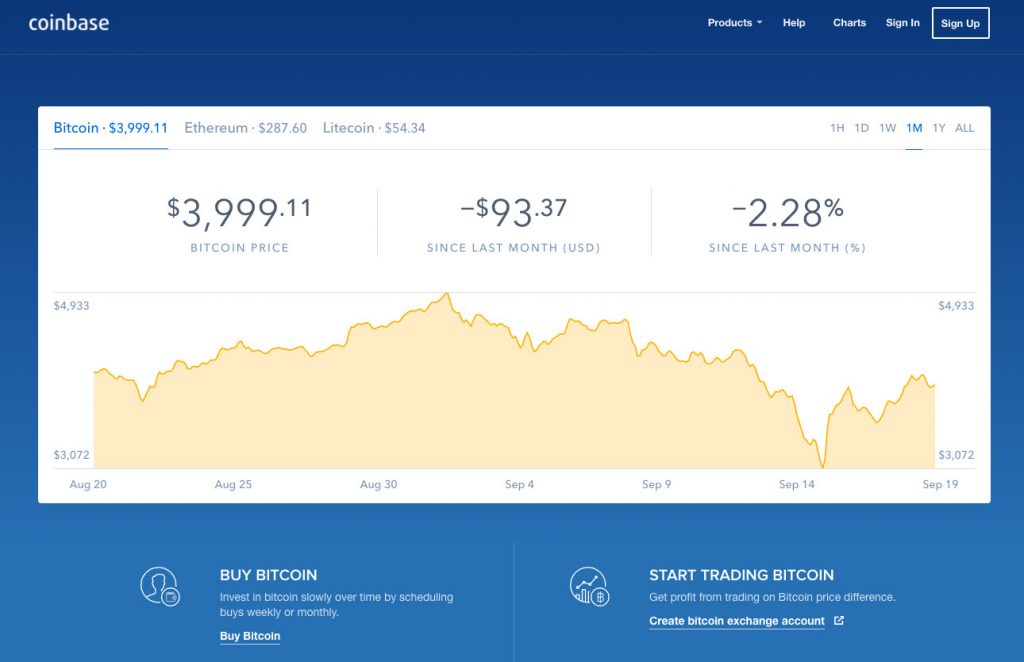 coinbase
Products Help Charts Sign In Sign Up
Bitcoin · $3,999.11 Ethereum · $287.60 Litecoin · $54.34 1H 1D 1W 1M 1Y ALL
$3,999.11 −$93.37 −2.28%
BITCOIN PRICE SINCE LAST MONTH (USD) SINCE LAST MONTH (%)
$4,933 $4,933
$3,072 $3,072
Aug 20 Aug 25 Aug 30 Sep 4 Sep 9 Sep 14 Sep 19
BUY BITCOIN
Invest in bitcoin slowly over time by scheduling
buys weekly or monthly.
Buy Bitcoin
START TRADING BITCOIN
Get profit from trading on Bitcoin price difference.
Create bitcoin exchange account